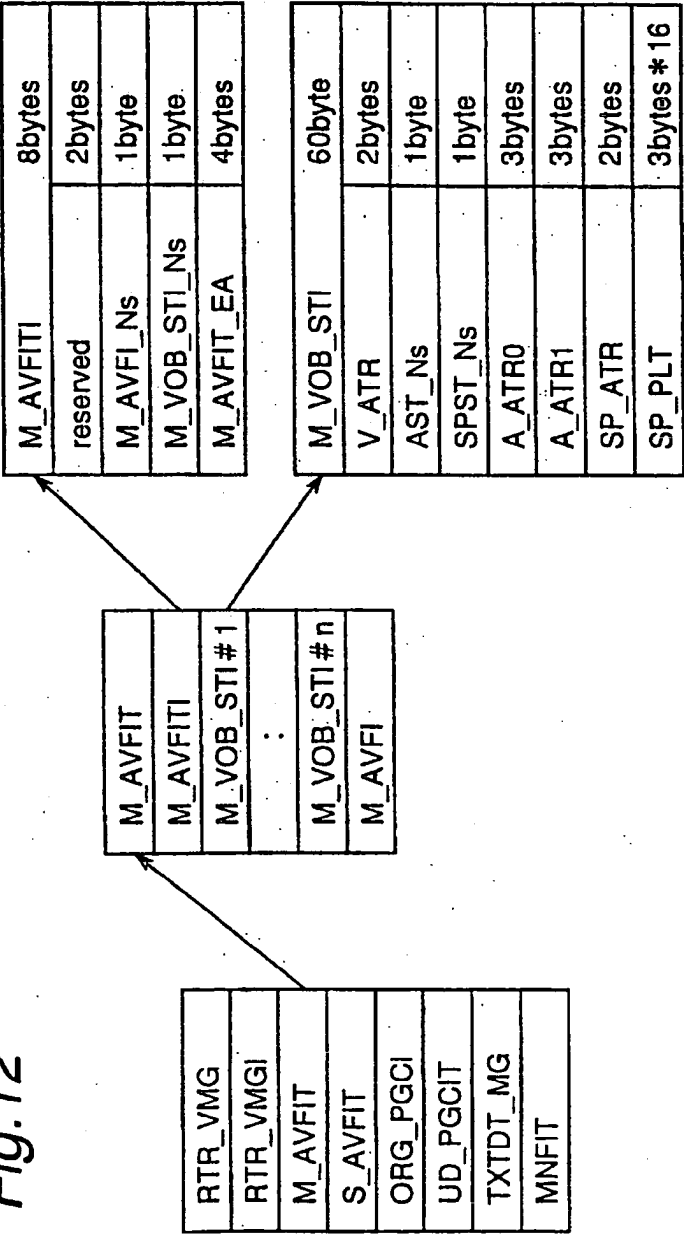 Fig.12
RTR_VMG
RTR_VMGI
M_AVFIT
S_AVFIT
ORG_PGCI
UD_PGCIT
TXTDT_MG
MNFIT
M_AVFIT
M_AVFITI
M_VOB_STI#1
:
M_VOB_STI#n
M_AVFI
M_AVFITI 8bytes
reserved 2bytes
M_AVFI_Ns 1byte
M_VOB_STI_Ns 1byte
M_AVFIT_EA 4bytes
M_VOB_STI 60byte
V_ATR 2bytes
AST_Ns 1byte
SPST_Ns 1byte
A_ATR0 3bytes
A_ATR1 3bytes
SP_ATR 2bytes
SP_PLT 3bytes*16